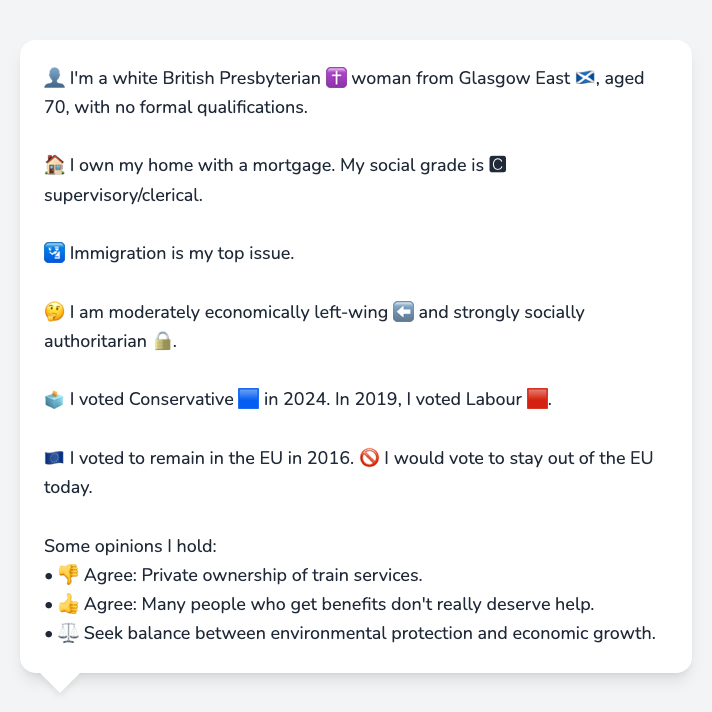 👤 I'm a white British Presbyterian ✝️ woman from Glasgow East 🏴󠁧󠁢󠁳󠁣󠁴󠁿, aged
70, with no formal qualifications.
🏠 I own my home with a mortgage. My social grade is 🅲
supervisory/clerical.
🛂 Immigration is my top issue.
🤔 I am moderately economically left-wing ⬅️ and strongly socially
authoritarian 🔒.
🗳️ I voted Conservative 🟦 in 2024. In 2019, I voted Labour 🟥.
🇪🇺 I voted to remain in the EU in 2016. 🚫 I would vote to stay out of the EU
today.
Some opinions I hold:
• 👎 Agree: Private ownership of train services.
• 👍 Agree: Many people who get benefits don't really deserve help.
• ⚖️ Seek balance between environmental protection and economic growth.